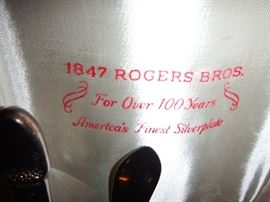 1847 ROGERS BROS.
For Over 100 Years
America's Finest Silverplate